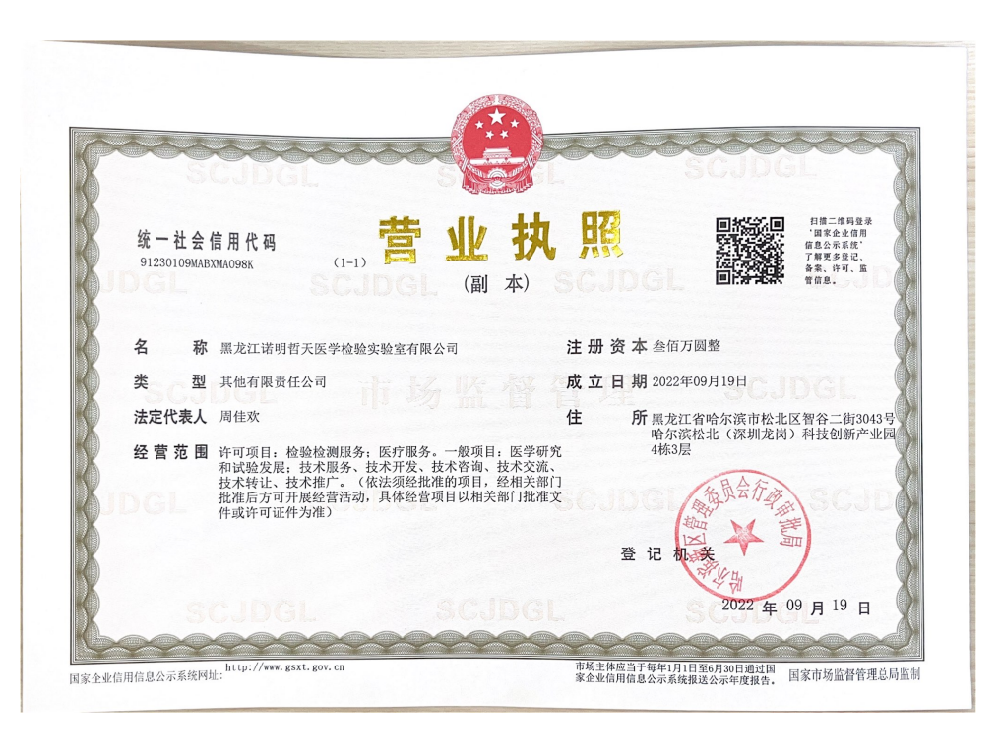 营业执照
(副 本)
(1-1)
统一社会信用代码
91230109MABXMA098K
扫描二维码登录
'国家企业信用
信息公示系统'
了解更多登记、
备案、许可、监
管信息。
名 称 黑龙江诺明哲天医学检验实验室有限公司
类 型 其他有限责任公司
法定代表人 周佳欢
经营范围 许可项目：检验检测服务；医疗服务。一般项目：医学研究
和试验发展；技术服务、技术开发、技术咨询、技术交流、
技术转让、技术推广。（依法须经批准的项目，经相关部门
批准后方可开展经营活动，具体经营项目以相关部门批准文
件或许可证件为准）
注册资本 叁佰万圆整
成立日期 2022年09月19日
住 所 黑龙江省哈尔滨市松北区智谷二街3043号
哈尔滨松北（深圳龙岗）科技创新产业园
4栋3层
市场监督管理
SCJDGL
登记机关
哈尔滨新区管理委员会行政审批局
2022 年 09 月 19 日
国家企业信用信息公示系统网址：http://www.gsxt.gov.cn
市场主体应当于每年1月1日至6月30日通过国
家企业信用信息公示系统报送公示年度报告。
国家市场监督管理总局监制